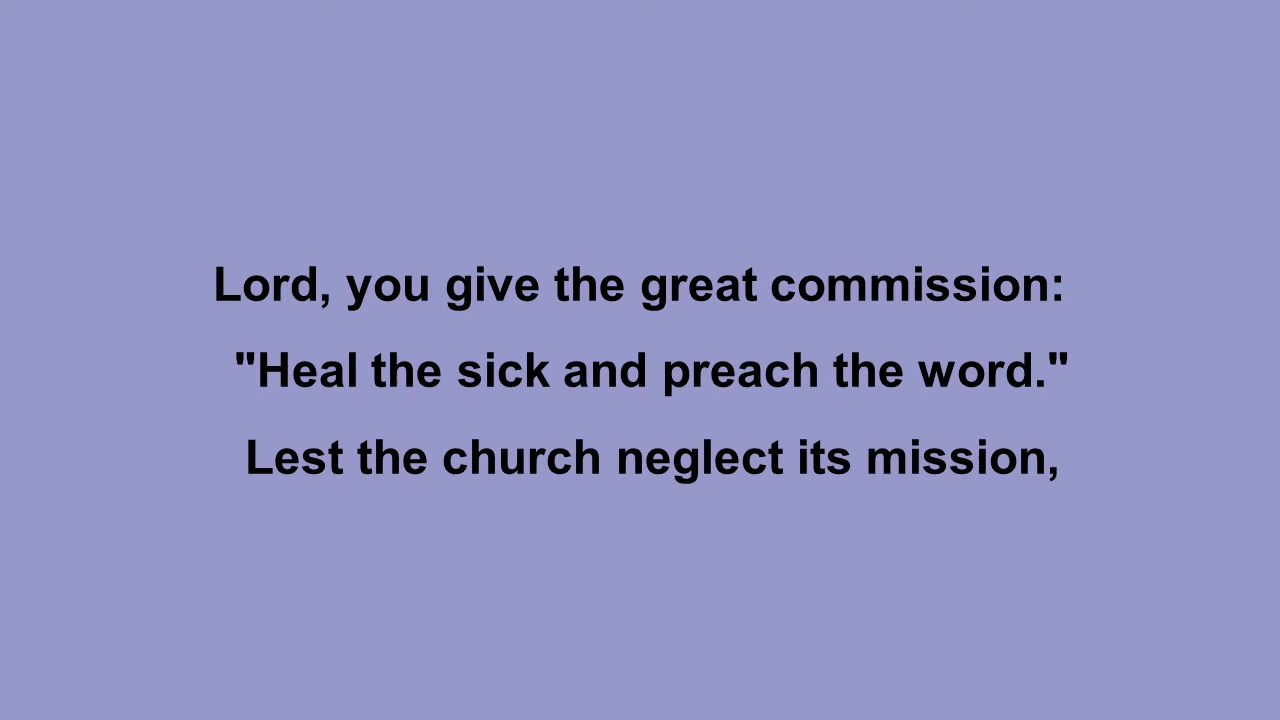 Lord, you give the great commission:
"Heal the sick and preach the word."
Lest the church neglect its mission,